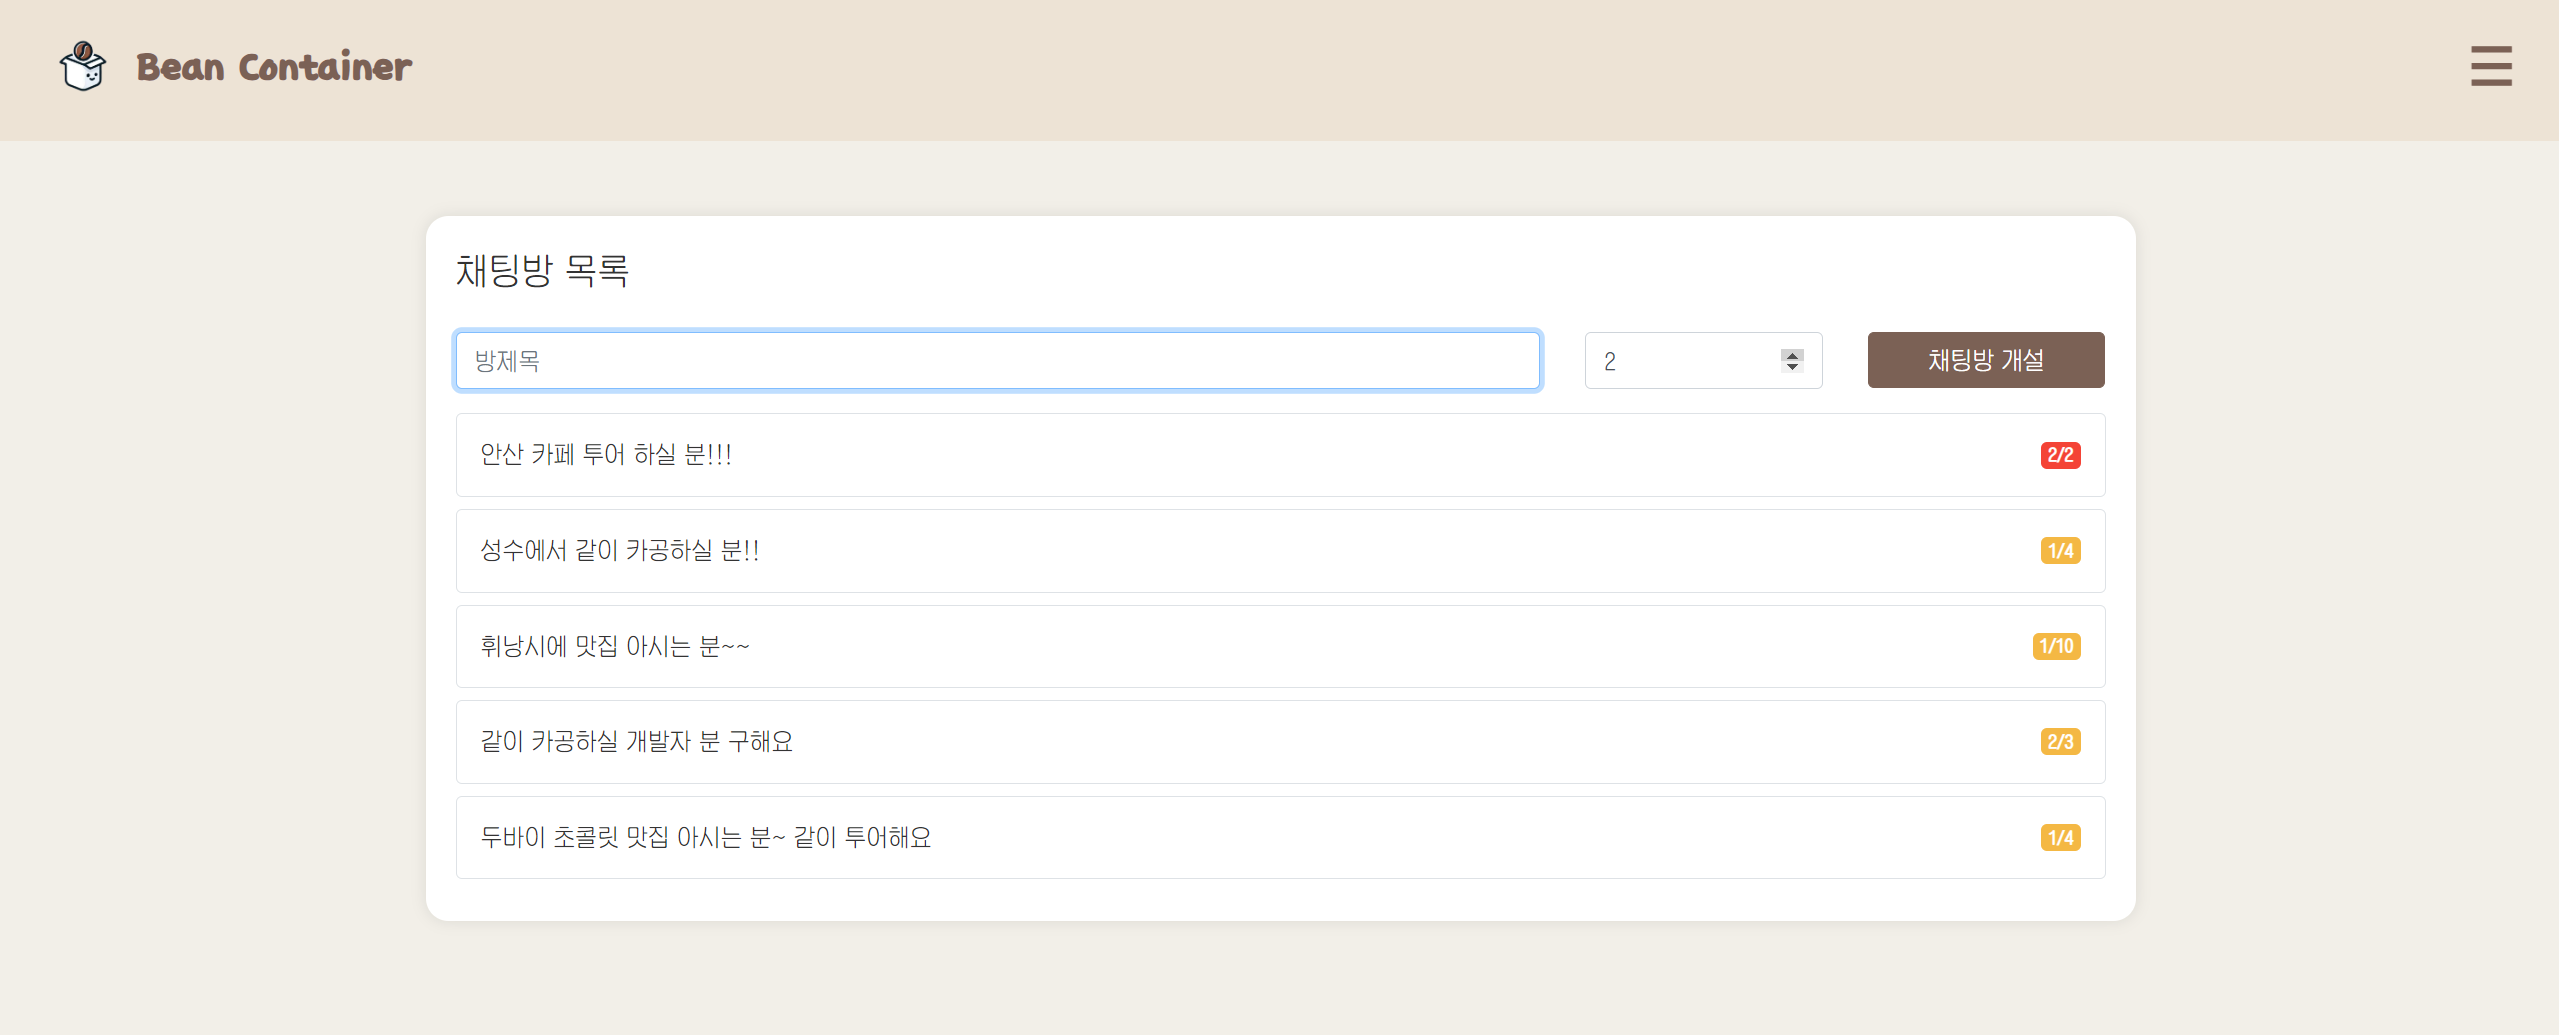 Bean Container
채팅방 목록
방제목
2
채팅방 개설
안산 카페 투어 하실 분!!!
2/2
성수에서 같이 카공하실 분!!
1/4
휘낭시에 맛집 아시는 분~~
1/10
같이 카공하실 개발자 분 구해요
2/3
두바이 초콜릿 맛집 아시는 분~ 같이 투어해요
1/4